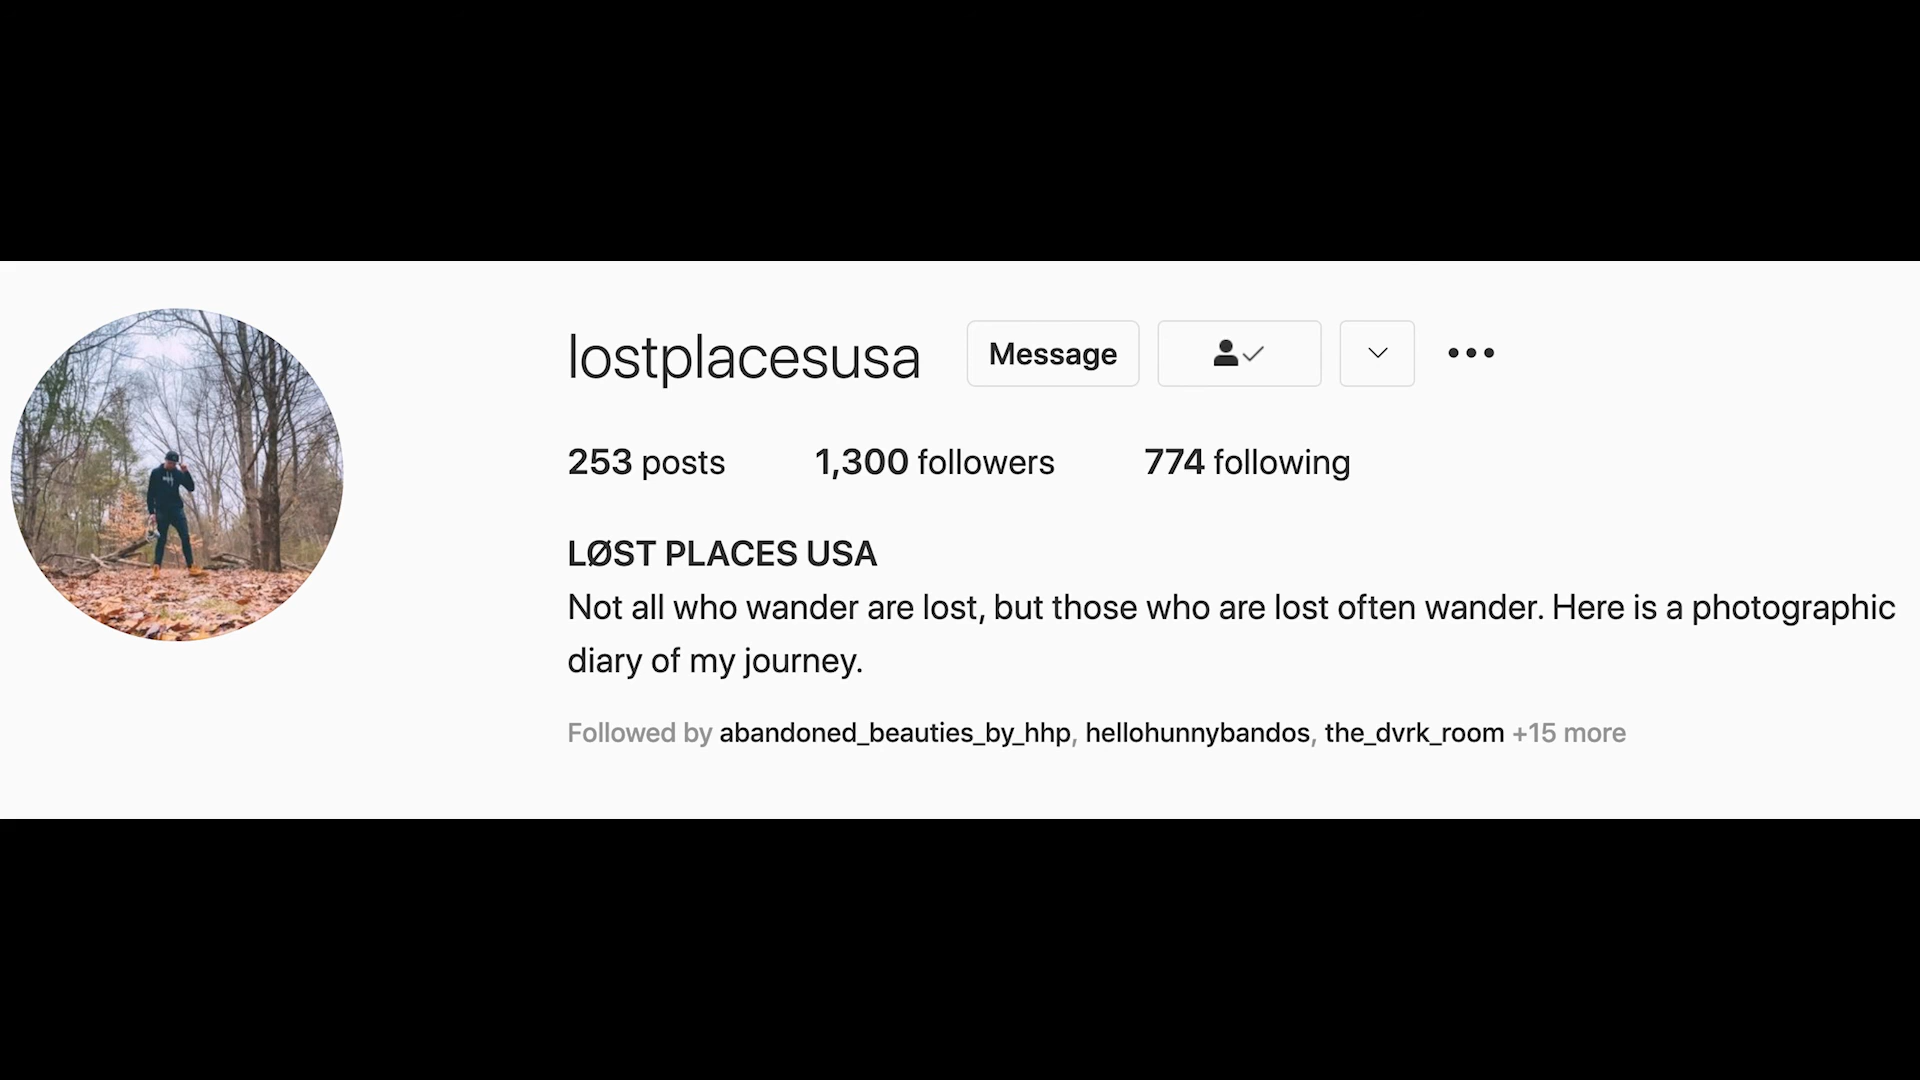 lostplacesusa Message
253 posts 1,300 followers 774 following
LØST PLACES USA
Not all who wander are lost, but those who are lost often wander. Here is a photographic
diary of my journey.
Followed by abandoned_beauties_by_hhp, hellohunnybandos, the_dvrk_room +15 more